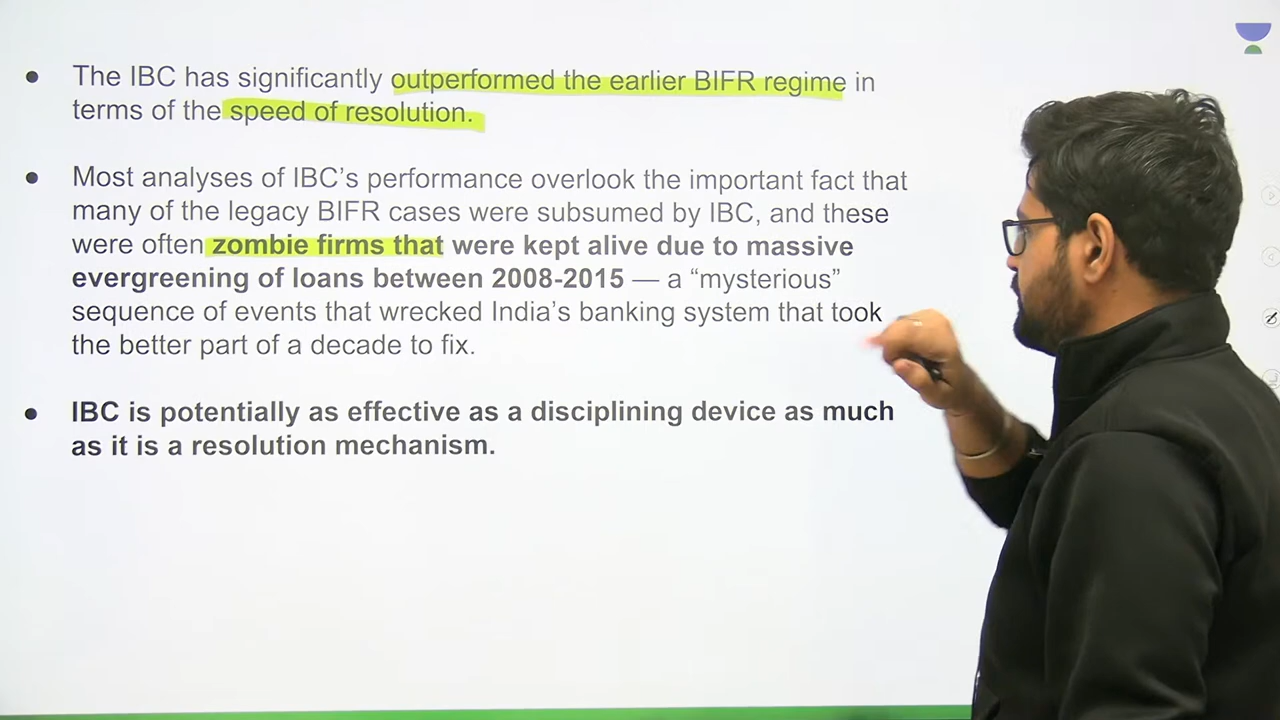 ● The IBC has significantly outperformed the earlier BIFR regime in
terms of the speed of resolution.
● Most analyses of IBC’s performance overlook the important fact that
many of the legacy BIFR cases were subsumed by IBC, and these
were often zombie firms that were kept alive due to massive
evergreening of loans between 2008-2015 — a “mysterious”
sequence of events that wrecked India’s banking system that took
the better part of a decade to fix.
● IBC is potentially as effective as a disciplining device as much
as it is a resolution mechanism.